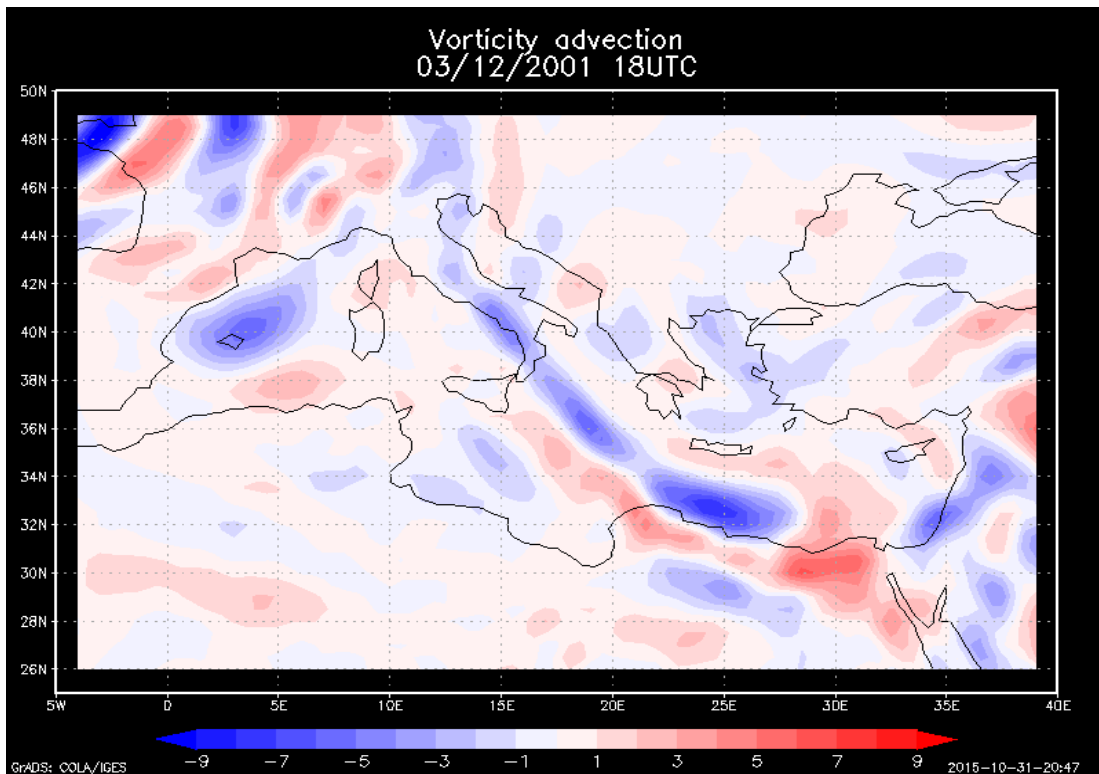 Vorticity advection
03/12/2001 18UTC
50N
48N
46N
44N
42N
40N
38N
36N
34N
32N
30N
28N
26N
5W 0 5E 10E 15E 20E 25E 30E 35E 40E
-9 -7 -5 -3 -1 1 3 5 7 9
GrADS: COLA/IGES 2015-10-31-20:47